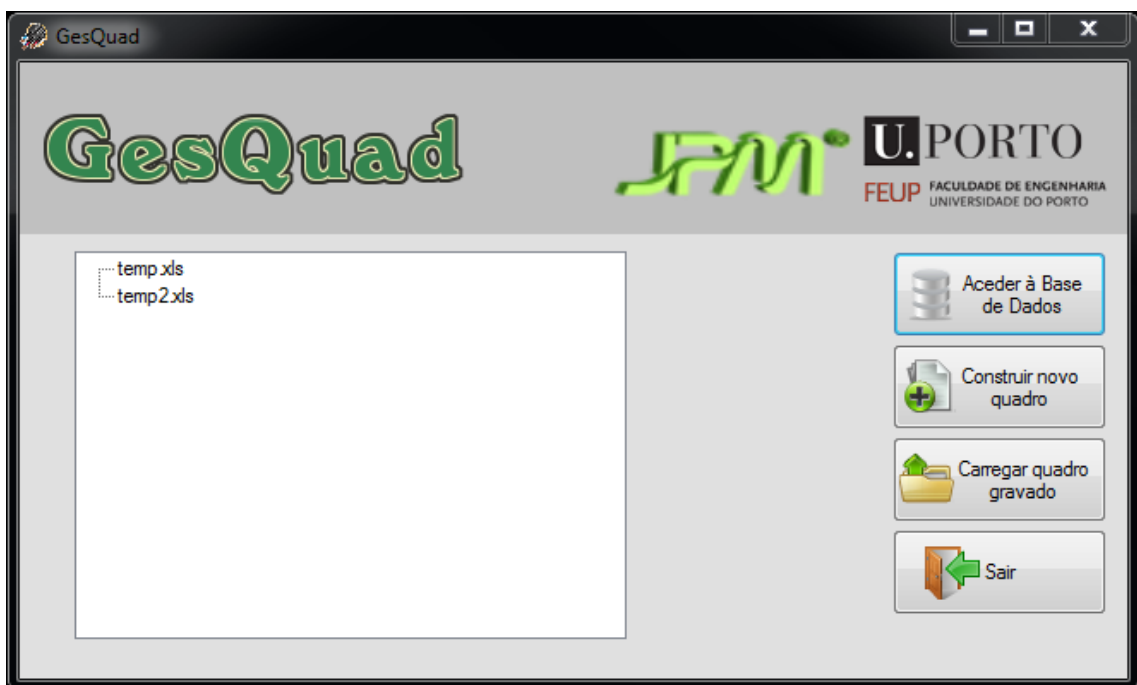 GesQuad
GesQuad
JPM
U.PORTO
FEUP FACULDADE DE ENGENHARIA
UNIVERSIDADE DO PORTO
temp.xls
temp2.xls
Aceder à Base
de Dados
Construir novo
quadro
Carregar quadro
gravado
Sair